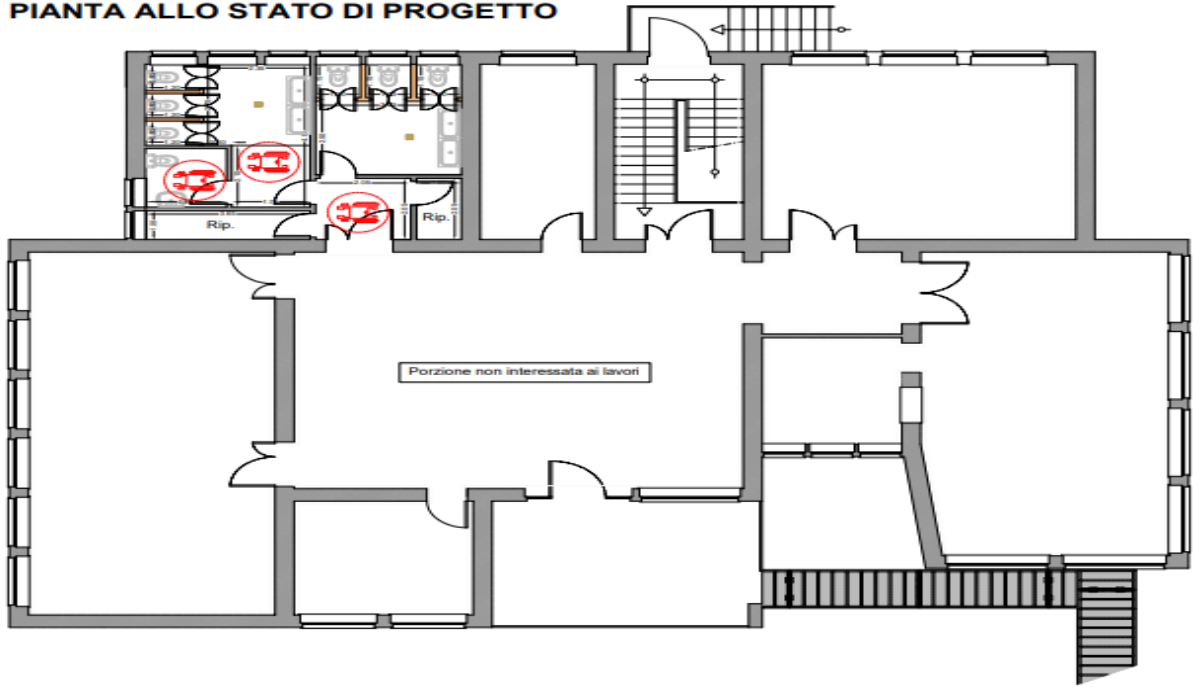 PIANTA ALLO STATO DI PROGETTO
Rip.
Rip.
Porzione non interessata ai lavori